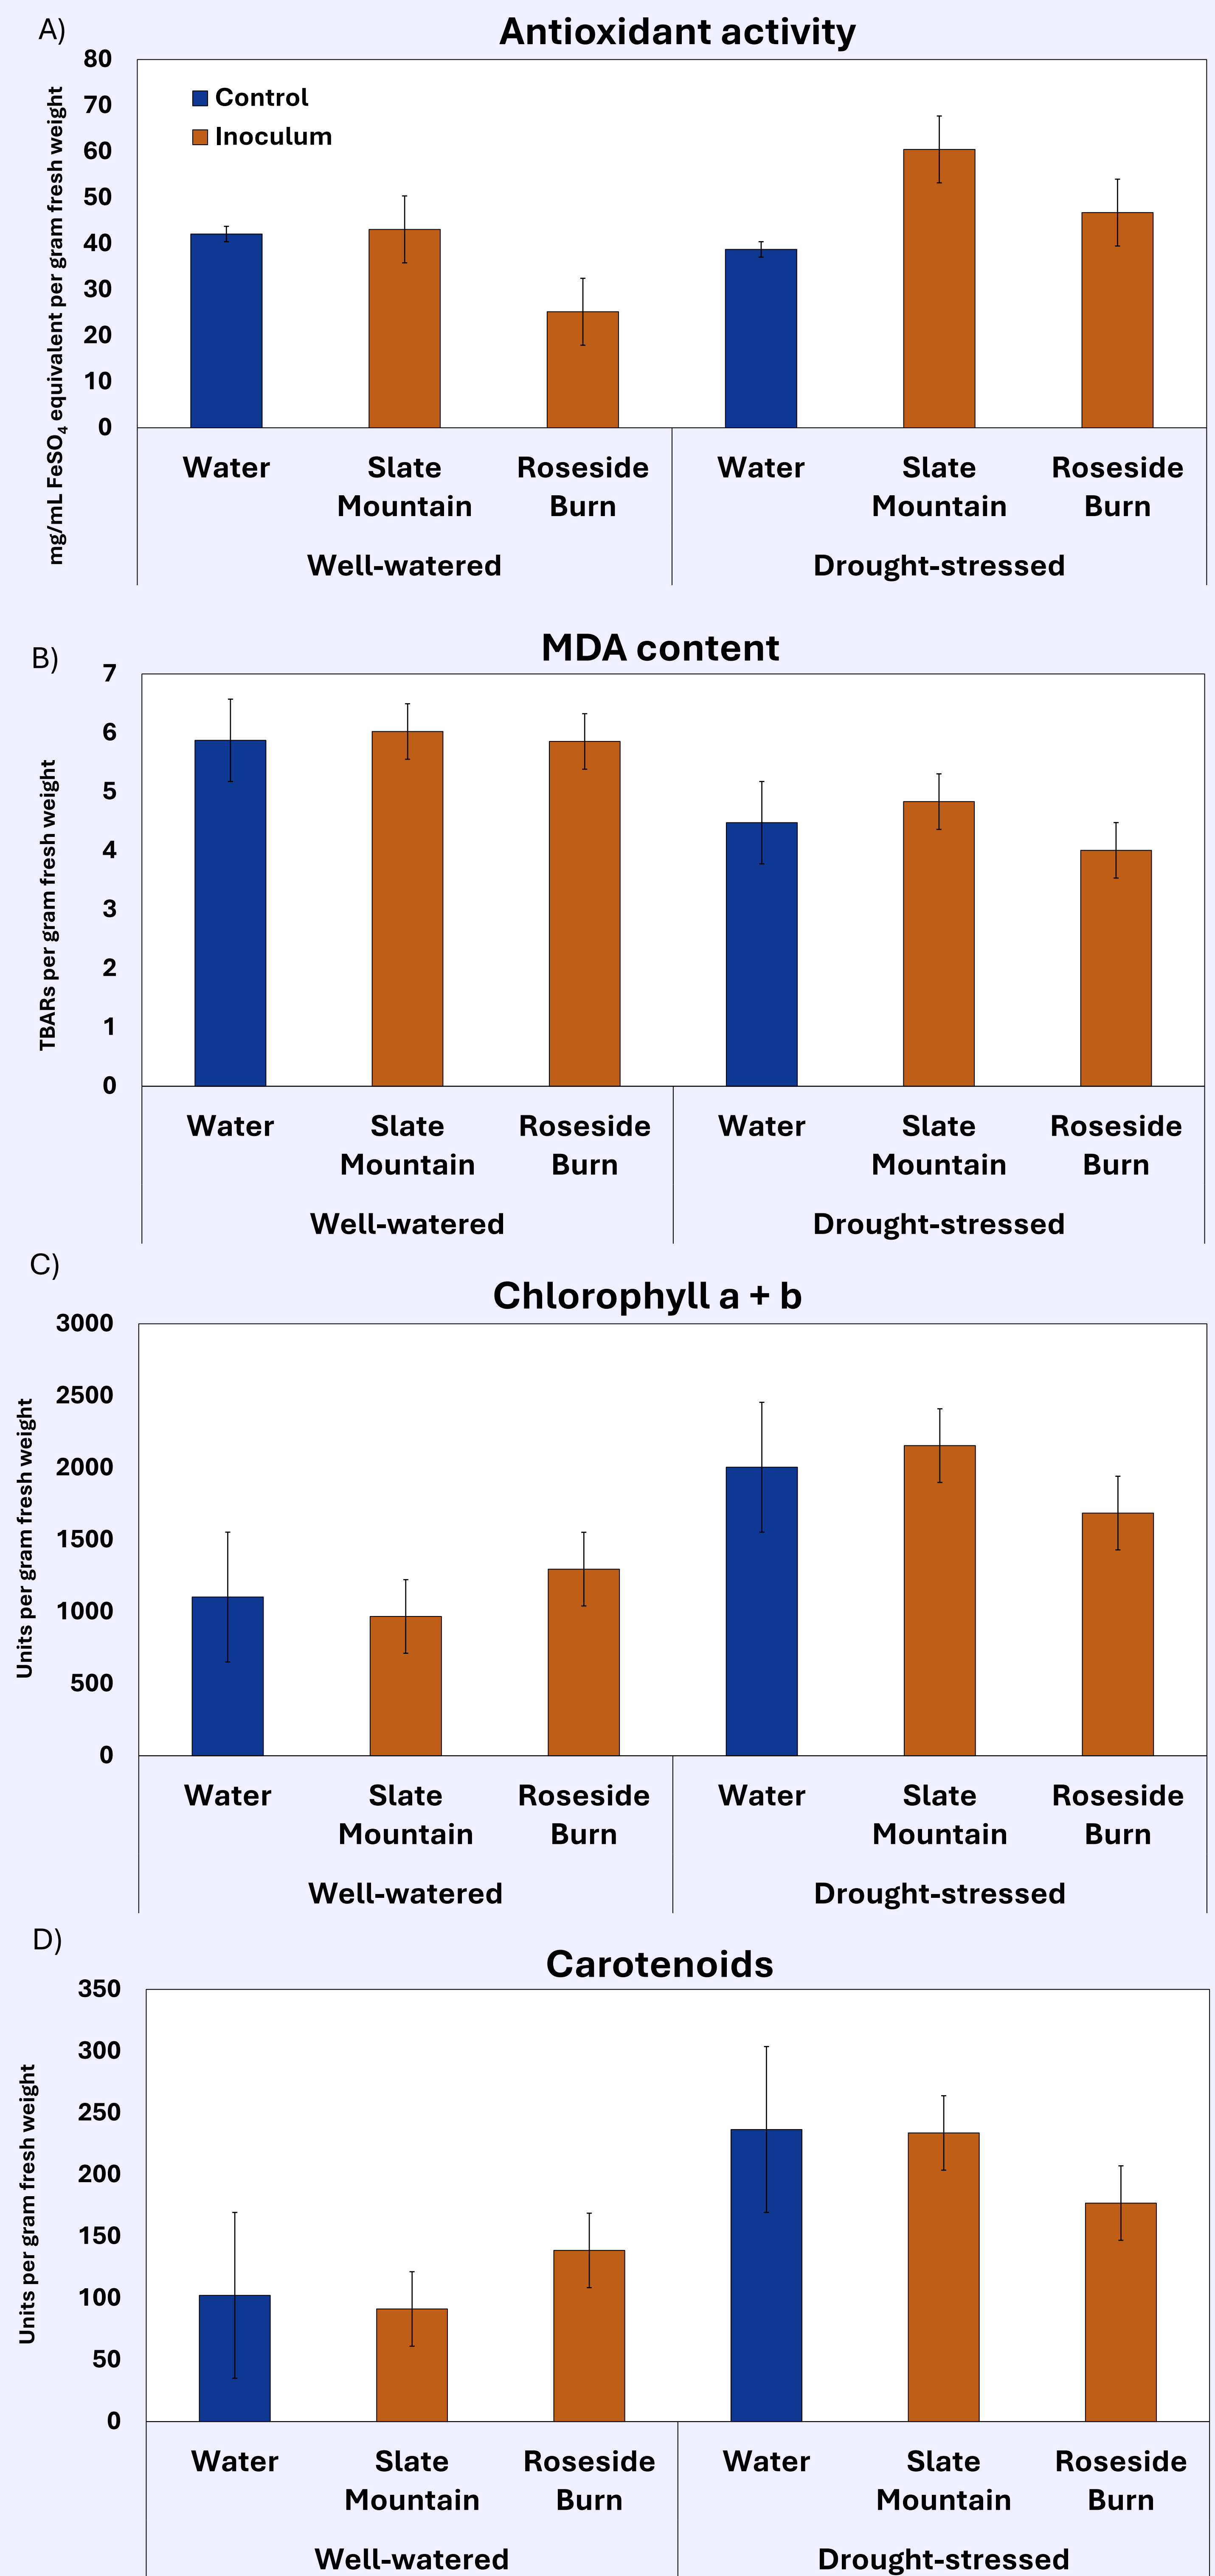 A)
Antioxidant activity
mg/mL FeSO₄ equivalent per gram fresh weight
80
70
60
50
40
30
20
10
0
Control
Inoculum
Water
Slate
Mountain
Roseside
Burn
Water
Slate
Mountain
Roseside
Burn
Well-watered
Drought-stressed
B)
MDA content
TBARs per gram fresh weight
7
6
5
4
3
2
1
0
Water
Slate
Mountain
Roseside
Burn
Water
Slate
Mountain
Roseside
Burn
Well-watered
Drought-stressed
C)
Chlorophyll a + b
Units per gram fresh weight
3000
2500
2000
1500
1000
500
0
Water
Slate
Mountain
Roseside
Burn
Water
Slate
Mountain
Roseside
Burn
Well-watered
Drought-stressed
D)
Carotenoids
Units per gram fresh weight
350
300
250
200
150
100
50
0
Water
Slate
Mountain
Roseside
Burn
Water
Slate
Mountain
Roseside
Burn
Well-watered
Drought-stressed